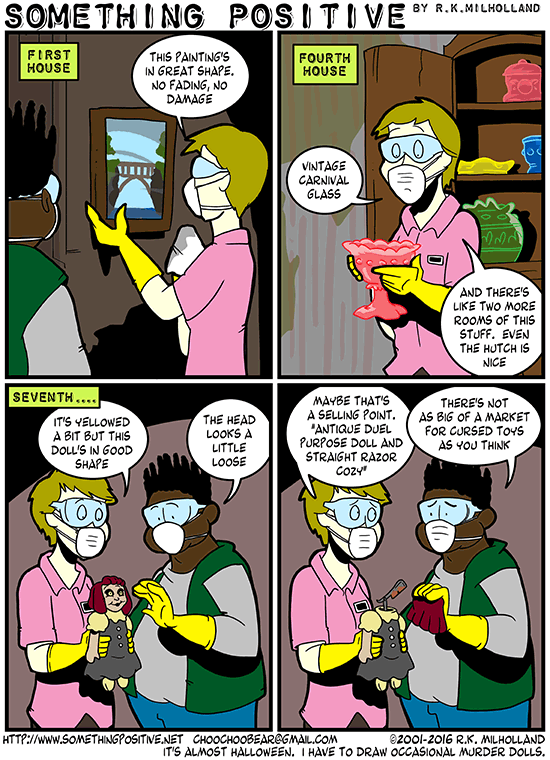 SOMETHING POSITIVE BY R.K.MILHOLLAND
FIRST
HOUSE
THIS PAINTING'S
IN GREAT SHAPE.
NO FADING, NO
DAMAGE
FOURTH
HOUSE
VINTAGE
CARNIVAL
GLASS
AND THERE'S
LIKE TWO MORE
ROOMS OF THIS
STUFF. EVEN
THE HUTCH IS
NICE
SEVENTH....
IT'S YELLOWED
A BIT BUT THIS
DOLL'S IN GOOD
SHAPE
THE HEAD
LOOKS A
LITTLE
LOOSE
MAYBE THAT'S
A SELLING POINT.
"ANTIQUE DUEL
PURPOSE DOLL AND
STRAIGHT RAZOR
COZY"
THERE'S NOT
AS BIG OF A MARKET
FOR CURSED TOYS
AS YOU THINK
HTTP://WWW.SOMETHINGPOSITIVE.NET CHOOCHOOBEAR@GMAIL.COM ©2001-2016 R.K. MILHOLLAND
IT'S ALMOST HALLOWEEN. I HAVE TO DRAW OCCASIONAL MURDER DOLLS.